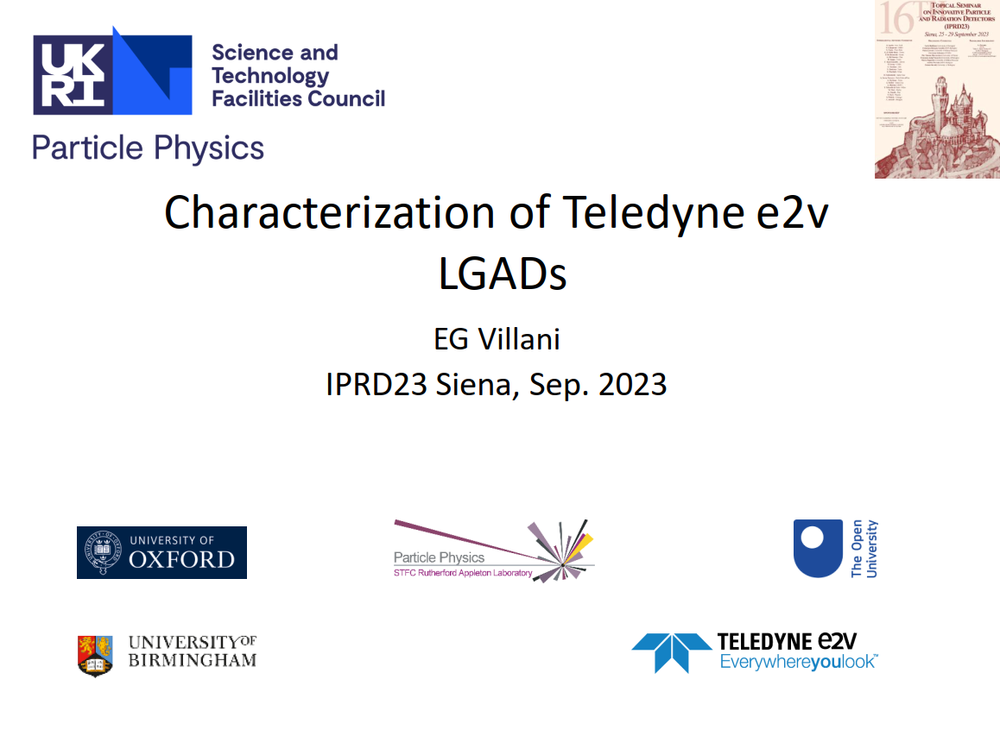 UK
RI
Science and
Technology
Facilities Council
Particle Physics
16TH
TOPICAL SEMINAR
ON INNOVATIVE PARTICLE
AND RADIATION DETECTORS
(IPRD23)
Siena, 25 - 29 September 2023
Characterization of Teledyne e2v
LGADs
EG Villani
IPRD23 Siena, Sep. 2023
UNIVERSITY OF
OXFORD
Particle Physics
STFC Rutherford Appleton Laboratory
The Open
University
UNIVERSITY OF
BIRMINGHAM
TELEDYNE e2v
Everywhereyoulook™